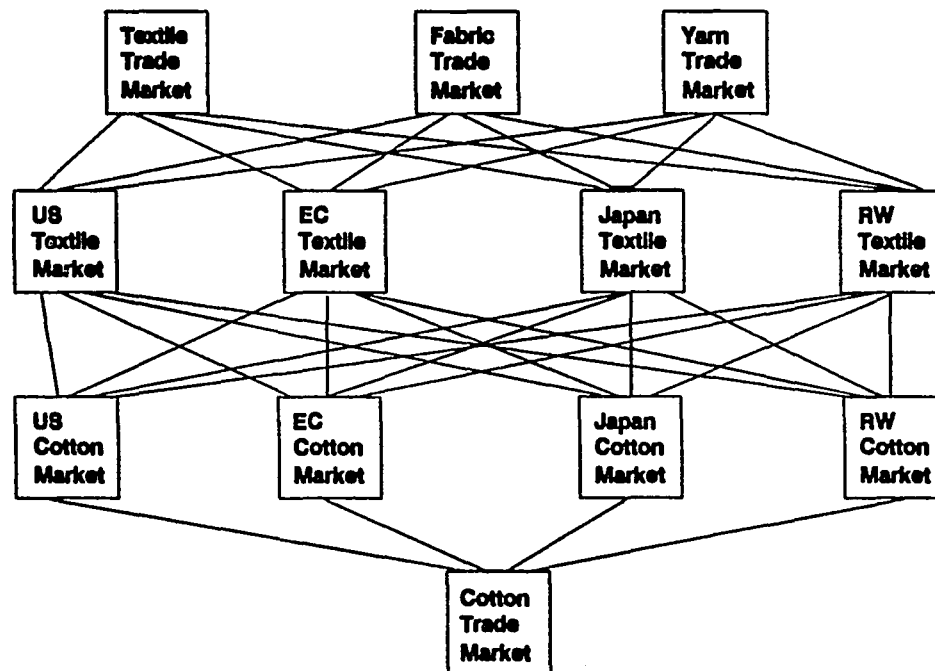 Textile
Trade
Market
Fabric
Trade
Market
Yarn
Trade
Market
US
Textile
Market
EC
Textile
Market
Japan
Textile
Market
RW
Textile
Market
US
Cotton
Market
EC
Cotton
Market
Japan
Cotton
Market
RW
Cotton
Market
Cotton
Trade
Market